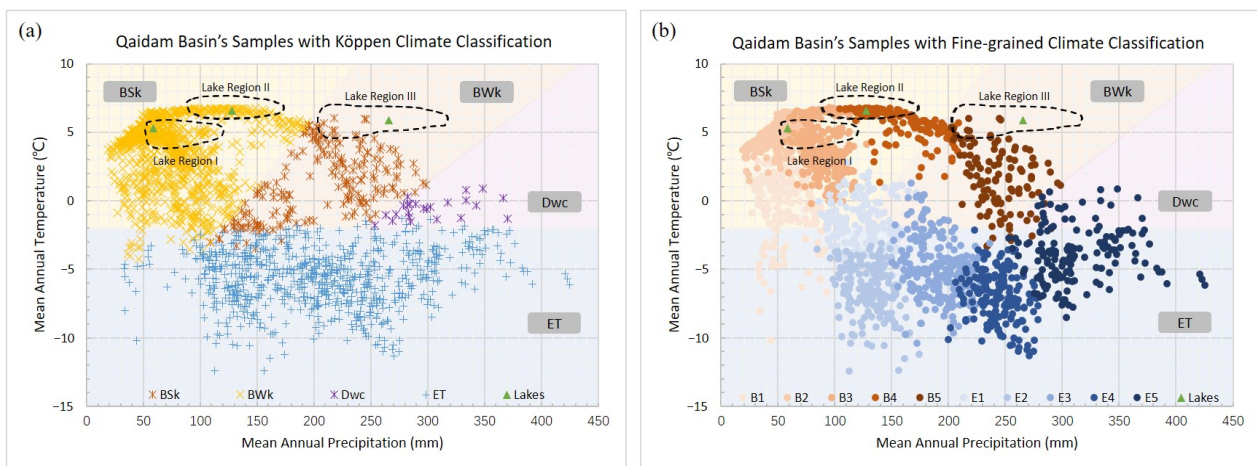 (a)
Qaidam Basin's Samples with Köppen Climate Classification
10
5
0
−5
−10
−15
Mean Annual Temperature (°C)
BSk
Lake Region II
Lake Region III
BWk
Lake Region I
Dwc
ET
BSk BWk Dwc ET Lakes
0 50 100 150 200 250 300 350 400 450
Mean Annual Precipitation (mm)
(b)
Qaidam Basin's Samples with Fine-grained Climate Classification
10
5
0
−5
−10
−15
Mean Annual Temperature (°C)
BSk
Lake Region II
Lake Region III
BWk
Lake Region I
Dwc
ET
B1 B2 B3 B4 B5 E1 E2 E3 E4 E5 Lakes
0 50 100 150 200 250 300 350 400 450
Mean Annual Precipitation (mm)